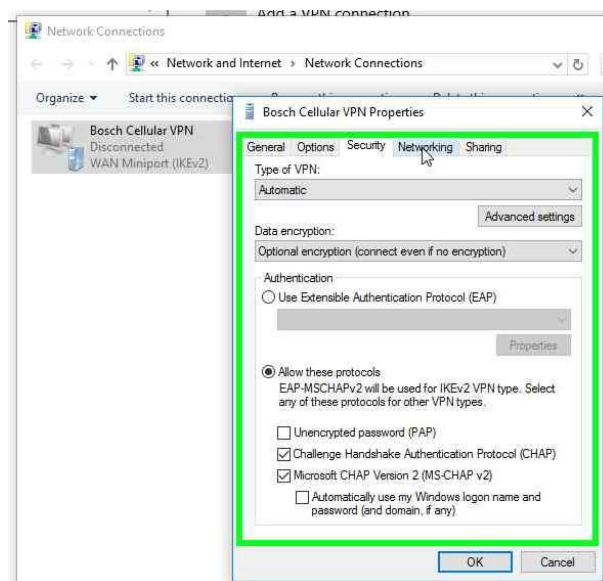 Add a VPN connection
Network Connections
« Network and Internet › Network Connections
Organize Start this connectio
Bosch Cellular VPN
Disconnected
WAN Miniport (IKEv2)
Bosch Cellular VPN Properties
General Options Security Networking Sharing
Type of VPN:
Automatic
Advanced settings
Data encryption:
Optional encryption (connect even if no encryption)
Authentication
Use Extensible Authentication Protocol (EAP)
Properties
Allow these protocols
EAP-MSCHAPv2 will be used for IKEv2 VPN type. Select
any of these protocols for other VPN types.
Unencrypted password (PAP)
Challenge Handshake Authentication Protocol (CHAP)
Microsoft CHAP Version 2 (MS-CHAP v2)
Automatically use my Windows logon name and
password (and domain, if any)
OK Cancel